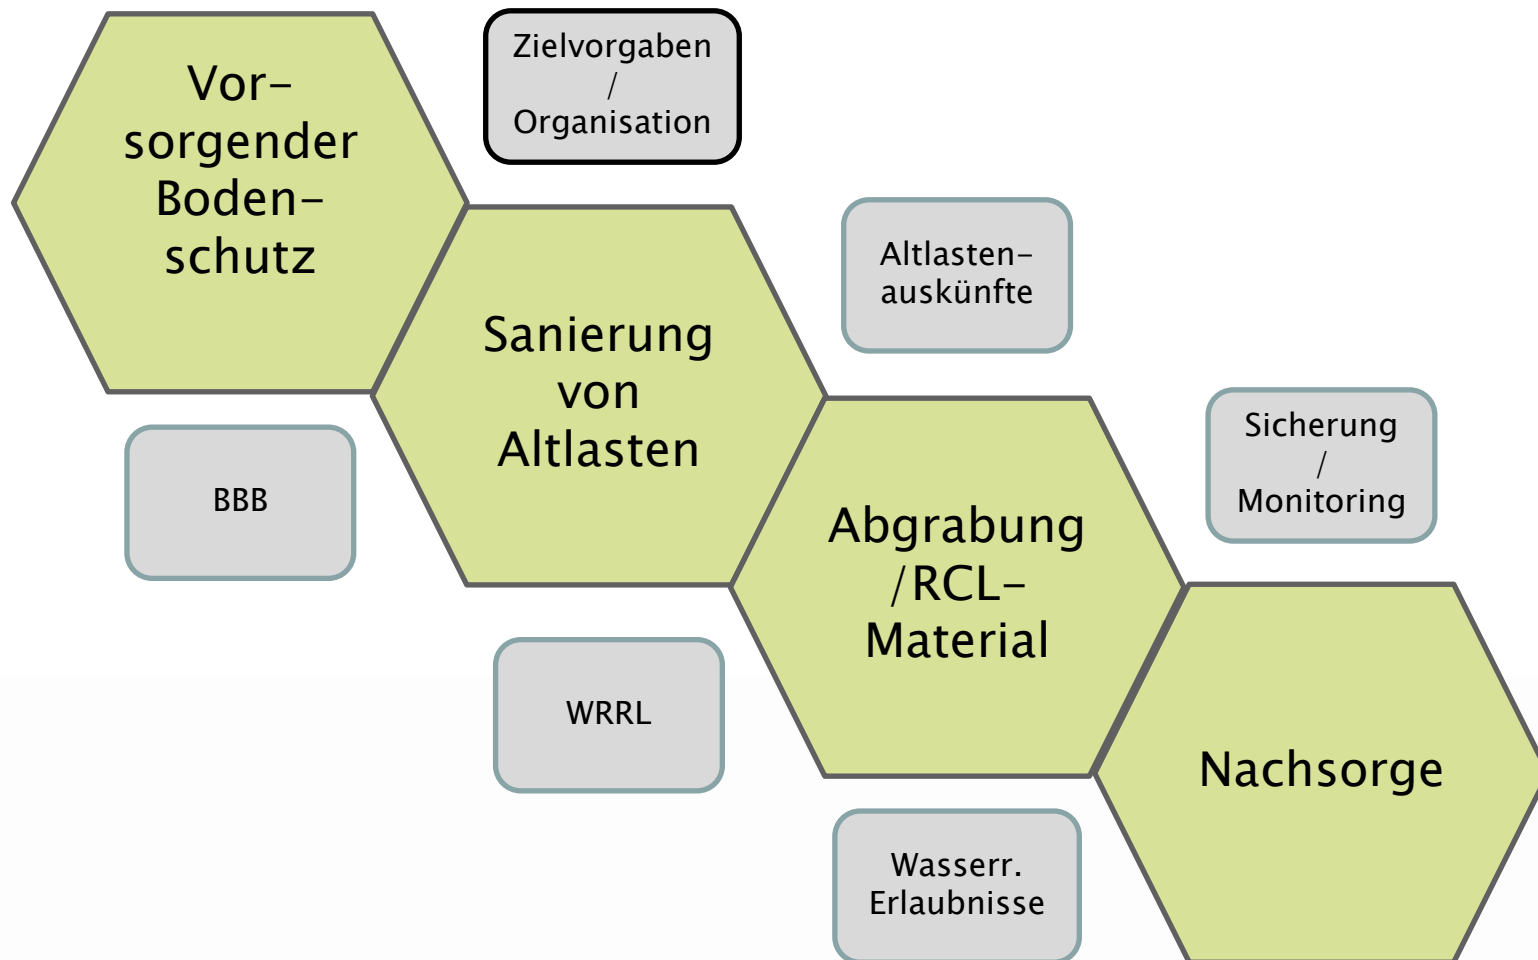 Vor-
sorgender
Boden-
schutz
Zielvorgaben
/
Organisation
Sanierung
von
Altlasten
Altlasten-
auskünfte
BBB
Abgrabung
/RCL-
Material
Sicherung
/
Monitoring
WRRL
Nachsorge
Wasserr.
Erlaubnisse